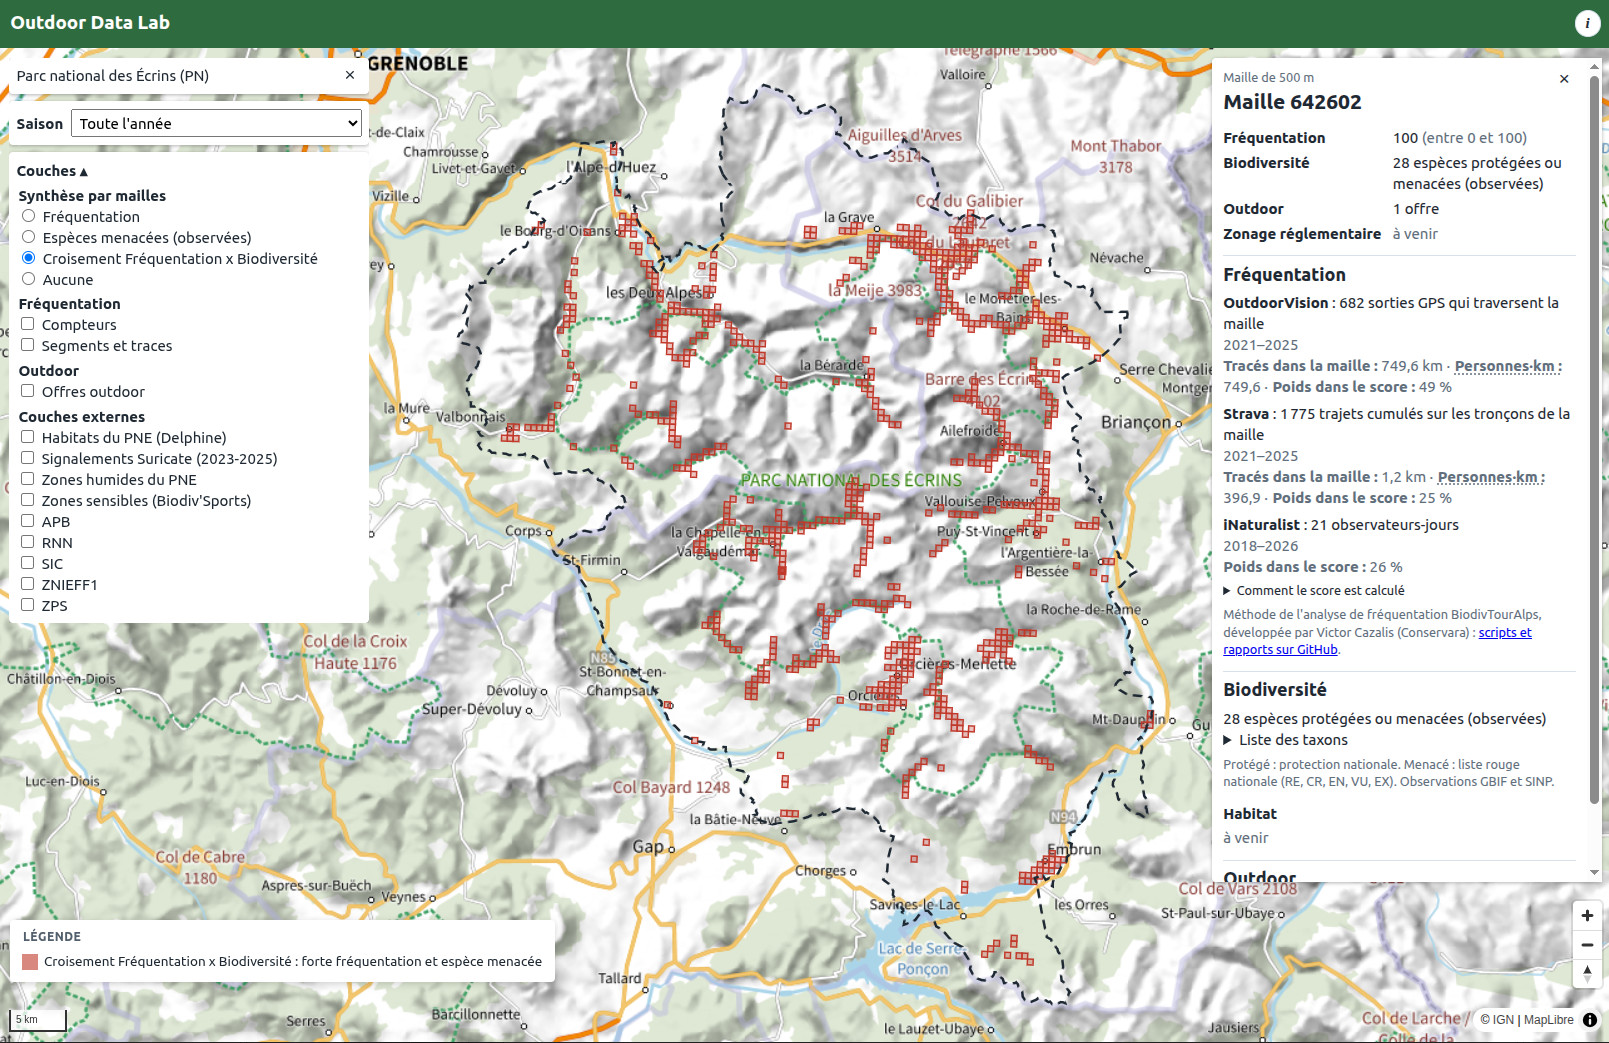 Outdoor Data Lab
i
Parc national des Écrins (PN)
×
Saison
Toute l'année
Couches ▴
Synthèse par mailles
Fréquentation
Espèces menacées (observées)
Croisement Fréquentation x Biodiversité
Aucune
Fréquentation
Compteurs
Segments et traces
Outdoor
Offres outdoor
Couches externes
Habitats du PNE (Delphine)
Signalements Suricate (2023-2025)
Zones humides du PNE
Zones sensibles (Biodiv'Sports)
APB
RNN
SIC
ZNIEFF1
ZPS
GRENOBLE
Télégraphe 1566
Valloire
t-de-Claix
Chamrousse
Livet-et-Gavet
Vizille
l'Alpe-d'Huez
Aiguilles d'Arves
3514
Mont Thabor
3178
Col du Galibier
la Grave
le Bourg-d'Oisans
Névache
les Deux Alpes
la Meije 3983
le Monêtier-les-
Bains
la Bérarde
Barre des Écrins
4102
Serre Chevalie
Montger
la Mure
Valbonnais
Briançon
Ailefroide
PARC NATIONAL DES ÉCRINS
Vallouise-Pelvoux
Corps
la Chapelle-en-
Valgaudémar
Puy-St-Vincent
St-Firmin
l'Argentière-la-
Bessée
la Roche-de-Rame
Col de la Croix
Haute 1176
N85
Orcières-Merlette
Châtillon-en-Diois
St-Bonnet-en-
Champsaur
Dévoluy
Super-Dévoluy
Orcières
Mt-Dauphin
Gu
Luc-en-Diois
Col Bayard 1248
la Bâtie-Neuve
N94
Gap
Embrun
Col de Cabre
1180
Chorges
Aspres-sur-Buëch
Veynes
Savines-le-Lac
les Orres
Col de Vars 2108
St-Paul-sur-Ubaye
Lac de Serre-
Ponçon
Tallard
Barcillonnette
Serres
le Lauzet-Ubaye
Jausiers
Col de Larche /
Colle de la
LÉGENDE
Croisement Fréquentation x Biodiversité : forte fréquentation et espèce menacée
5 km
Maille de 500 m
×
Maille 642602
Fréquentation 100 (entre 0 et 100)
Biodiversité 28 espèces protégées ou
menacées (observées)
Outdoor 1 offre
Zonage réglementaire à venir
Fréquentation
OutdoorVision : 682 sorties GPS qui traversent la
maille
2021–2025
Tracés dans la maille : 749,6 km · Personnes·km :
749,6 · Poids dans le score : 49 %
Strava : 1 775 trajets cumulés sur les tronçons de la
maille
2021–2025
Tracés dans la maille : 1,2 km · Personnes·km :
396,9 · Poids dans le score : 25 %
iNaturalist : 21 observateurs-jours
2018–2026
Poids dans le score : 26 %
▶ Comment le score est calculé
Méthode de l'analyse de fréquentation BiodivTourAlps,
développée par Victor Cazalis (Conservara) : scripts et
rapports sur GitHub.
Biodiversité
28 espèces protégées ou menacées (observées)
▶ Liste des taxons
Protégé : protection nationale. Menacé : liste rouge
nationale (RE, CR, EN, VU, EX). Observations GBIF et SINP.
Habitat
à venir
Outdoor
+
−
© IGN | MapLibre